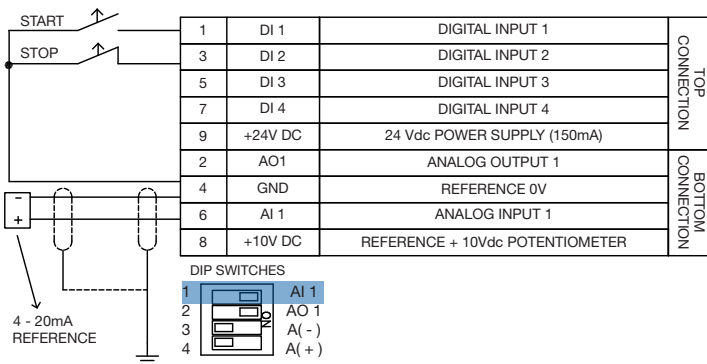 START
1 DI 1 DIGITAL INPUT 1
STOP
3 DI 2 DIGITAL INPUT 2
5 DI 3 DIGITAL INPUT 3
7 DI 4 DIGITAL INPUT 4
9 +24V DC 24 Vdc POWER SUPPLY (150mA)
TOP
CONNECTION
2 AO1 ANALOG OUTPUT 1
4 GND REFERENCE 0V
6 AI 1 ANALOG INPUT 1
8 +10V DC REFERENCE + 10Vdc POTENTIOMETER
BOTTOM
CONNECTION
-
+
4 - 20mA
REFERENCE
DIP SWITCHES
1 AI 1
2 AO 1
3 A( - )
4 A( + )
ON